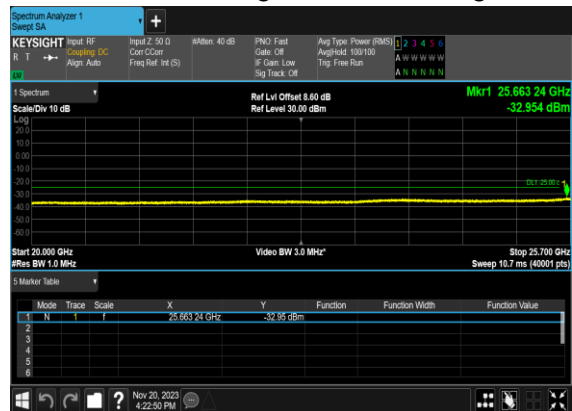 Spectrum Analyzer 1
Swept SA
+
KEYSIGHT Input: RF Input Z: 50 Ω #Atten: 40 dB PNO: Fast Avg Type: Power (RMS) 1 2 3 4 5 6
R T Coupling: DC Corr CCorr Gate: Off Avg|Hold: 100/100 A W W W W W
Align: Auto Freq Ref: Int (S) IF Gain: Low Trig: Free Run
LW Sig Track: Off A N N N N N
1 Spectrum Ref Lvl Offset 8.60 dB Mkr1 25.663 24 GHz
Scale/Div 10 dB Ref Level 30.00 dBm -32.954 dBm
Log
20.0
10.0
0.00
-10.0
-20.0
DL1 -25.00
-30.0
-40.0
-50.0
-60.0
Start 20.000 GHz Video BW 3.0 MHz* Stop 25.700 GHz
#Res BW 1.0 MHz Sweep 10.7 ms (40001 pts)
5 Marker Table
Mode Trace Scale X Y Function Function Width Function Value
1 N 1 f 25.663 24 GHz -32.95 dBm
2
3
4
5
6
? Nov 20, 2023
4:22:50 PM